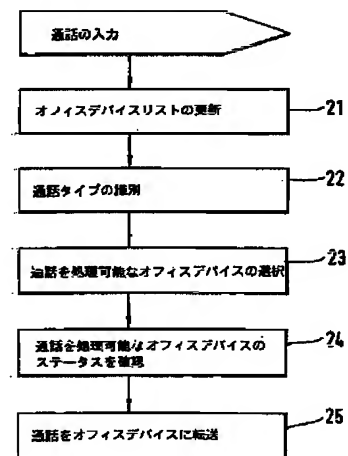 通話の入力
オフィスデバイスリストの更新
21
通話タイプの識別
22
通話を処理可能なオフィスデバイスの選択
23
通話を処理可能なオフィスデバイスの
ステータスを確認
24
通話をオフィスデバイスに転送
25